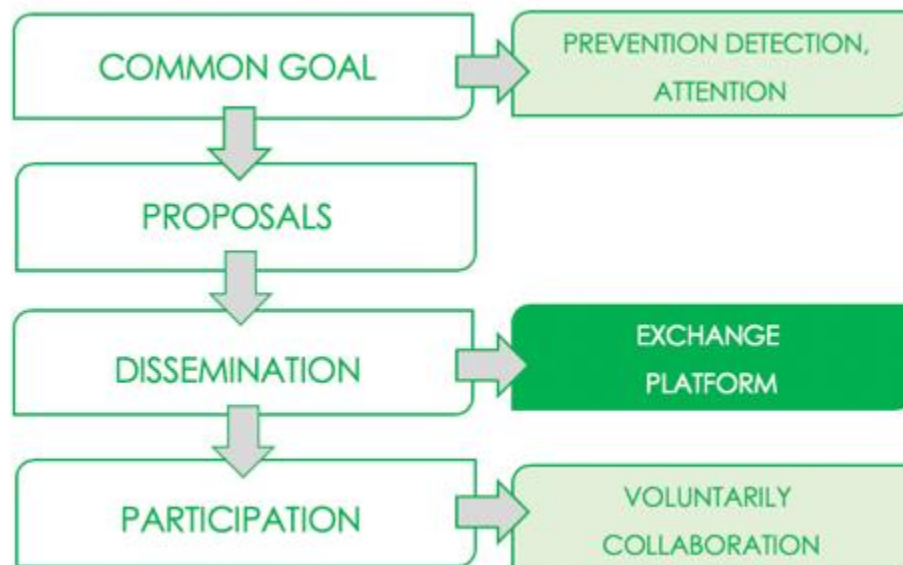 COMMON GOAL
PREVENTION DETECTION,
ATTENTION
PROPOSALS
DISSEMINATION
EXCHANGE
PLATFORM
PARTICIPATION
VOLUNTARILY
COLLABORATION